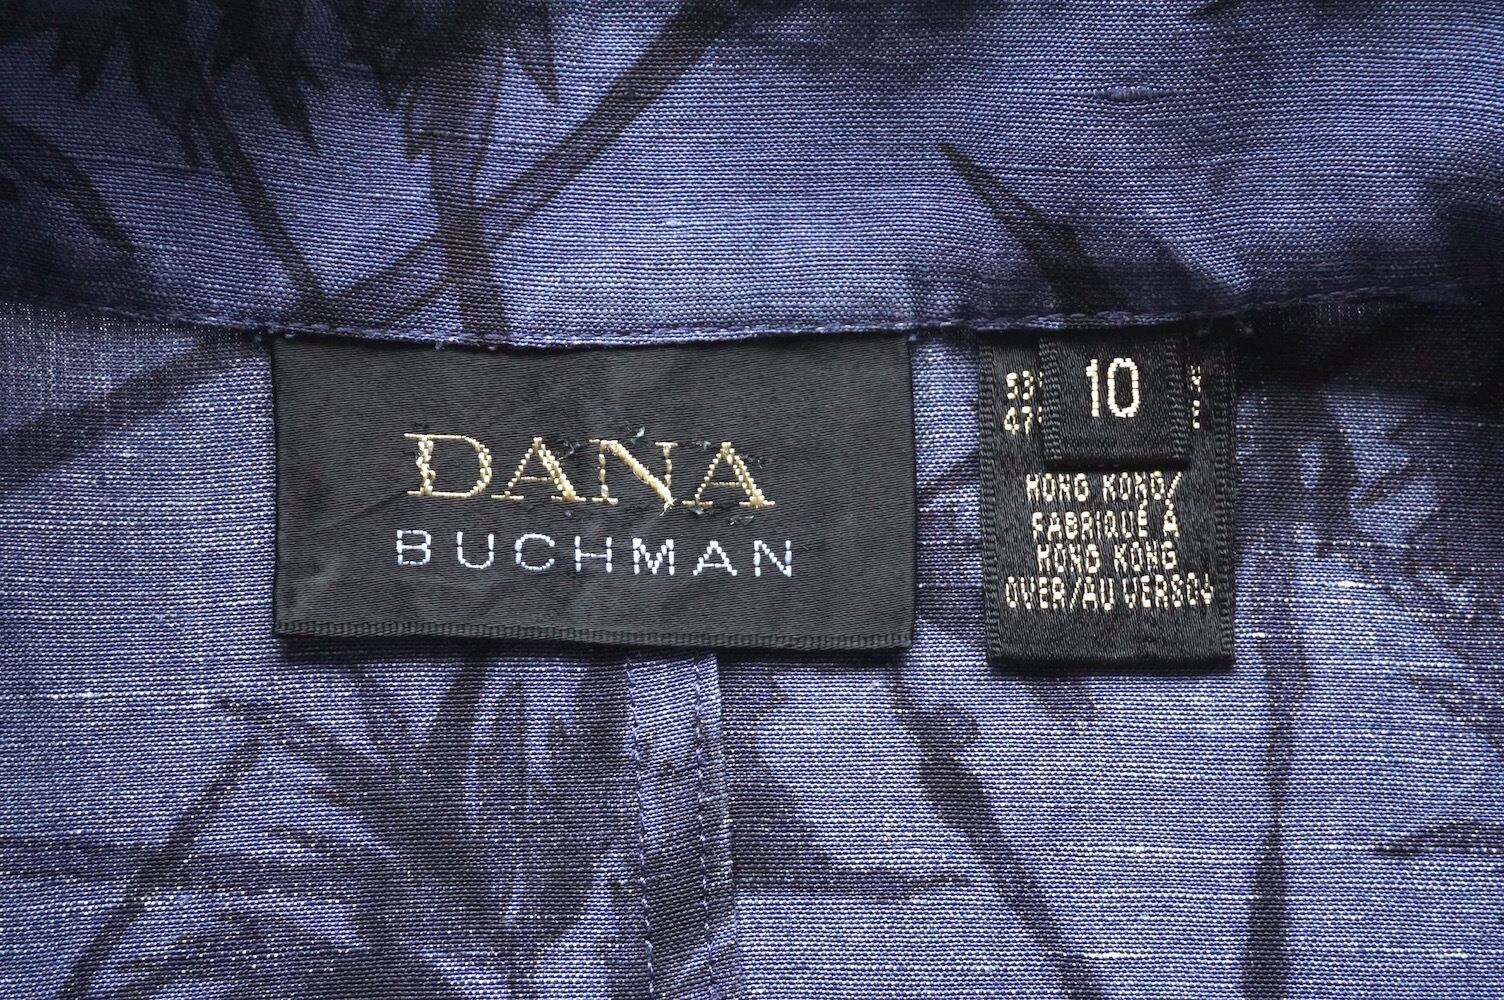 DANA
BUCHMAN
10
HONG KONG/
FABRIQUÉ À
HONG KONG
OVER/AU VERSO